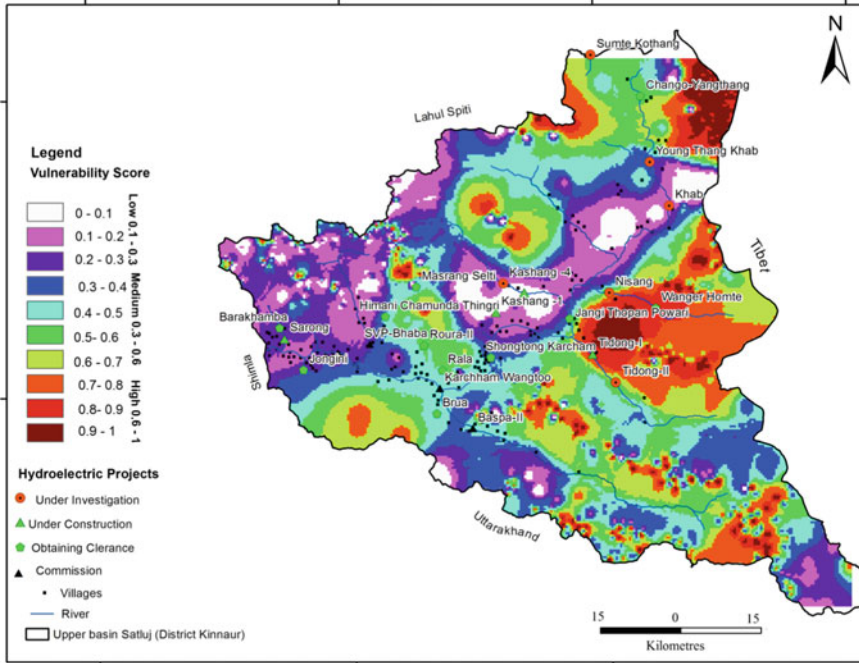 N
Sumte Kothang
Chango-Yangthang
Lahul Spiti
Young Thang Khab
Khab
Tibet
Legend
Vulnerability Score
0 - 0.1
0.1 - 0.2
0.2 - 0.3
0.3 - 0.4
0.4 - 0.5
0.5- 0.6
0.6 - 0.7
0.7- 0.8
0.8- 0.9
0.9 - 1
Low 0.1 - 0.3
Medium 0.3 - 0.6
High 0.6 - 1
Masrang Selti
Kashang -4
Nisang
Wanger Homte
Kashang -1
Himani Chamunda
Thingri
Jangi Thopan Powari
Barakhamba
Sarong
SVP-Bhaba
Roura-II
Shongtong Karcham
Tidong-I
Jongini
Rala
Tidong-II
Shimla
Karchham Wangtoo
Brua
Baspa-II
Uttarakhand
Hydroelectric Projects
Under Investigation
Under Construction
Obtaining Clerance
Commission
Villages
River
Upper basin Satluj (District Kinnaur)
15 0 15
Kilometres